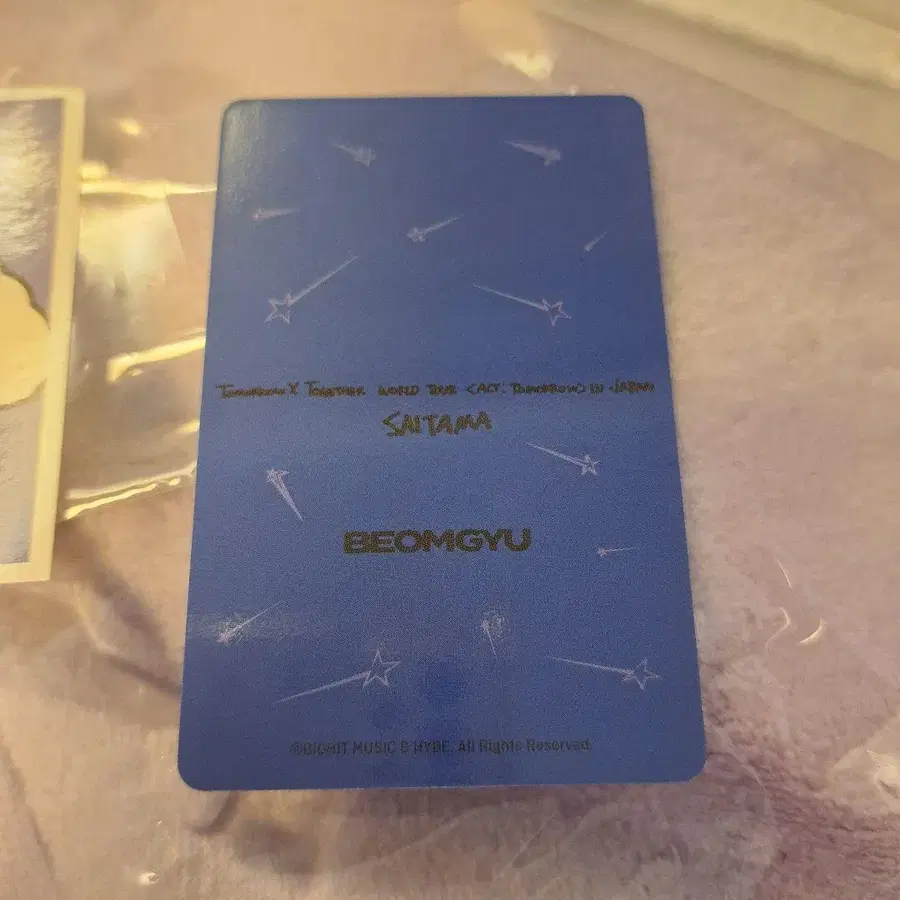 TOMORROW X TOGETHER WORLD TOUR <ACT : TOMORROW> IN JAPAN
SAITAMA
BEOMGYU
©BIGHIT MUSIC & HYBE. All Rights Reserved.